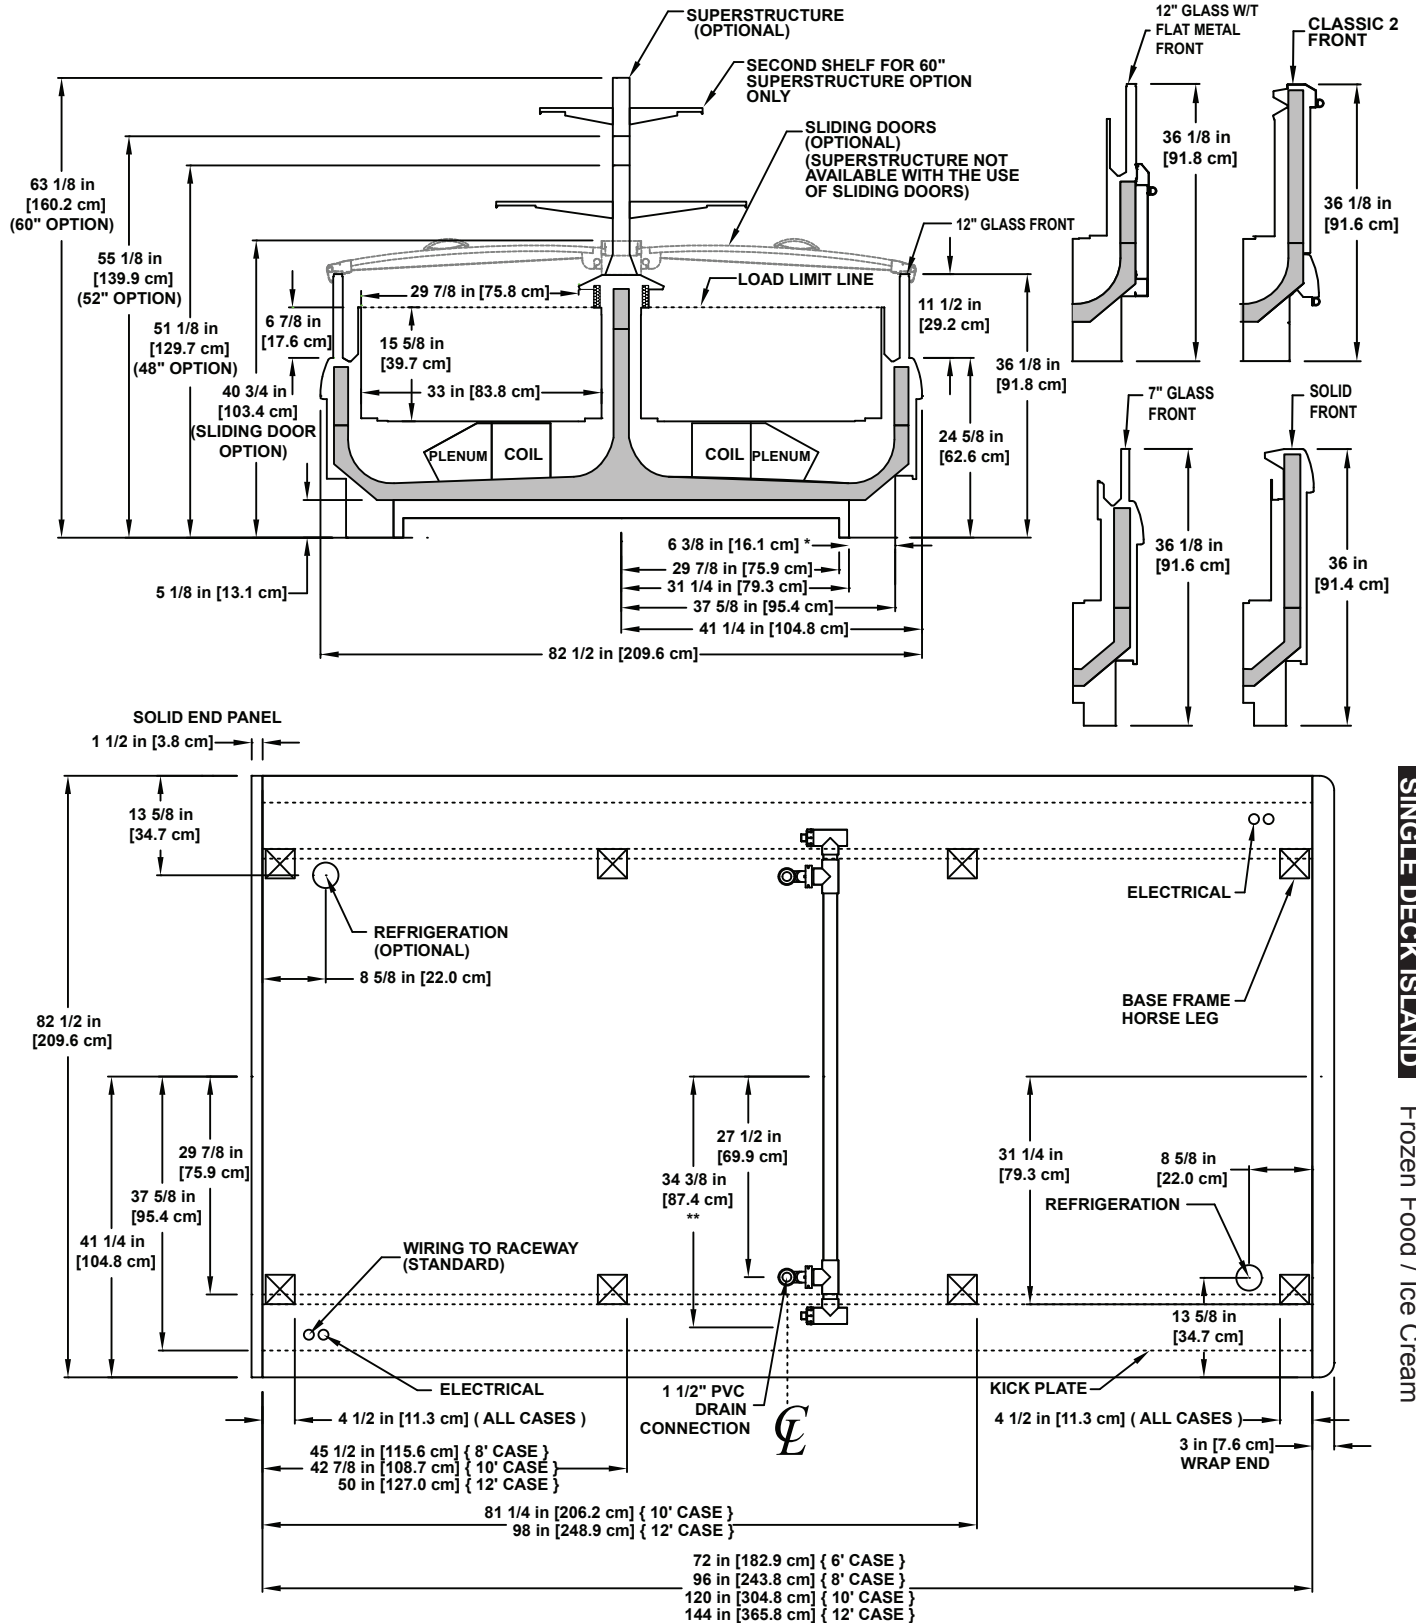 SUPERSTRUCTURE
(OPTIONAL)
SECOND SHELF FOR 60"
SUPERSTRUCTURE OPTION
ONLY
SLIDING DOORS
(OPTIONAL)
(SUPERSTRUCTURE NOT
AVAILABLE WITH THE USE
OF SLIDING DOORS)
12" GLASS FRONT
LOAD LIMIT LINE
63 1/8 in
[160.2 cm]
(60" OPTION)
55 1/8 in
[139.9 cm]
(52" OPTION)
51 1/8 in
[129.7 cm]
(48" OPTION)
40 3/4 in
[103.4 cm]
(SLIDING DOOR
OPTION)
6 7/8 in
[17.6 cm]
29 7/8 in [75.8 cm]
15 5/8 in
[39.7 cm]
33 in [83.8 cm]
11 1/2 in
[29.2 cm]
36 1/8 in
[91.8 cm]
24 5/8 in
[62.6 cm]
PLENUM
COIL
COIL
PLENUM
5 1/8 in [13.1 cm]
6 3/8 in [16.1 cm] *
29 7/8 in [75.9 cm]
31 1/4 in [79.3 cm]
37 5/8 in [95.4 cm]
41 1/4 in [104.8 cm]
82 1/2 in [209.6 cm]
12" GLASS W/T
FLAT METAL
FRONT
36 1/8 in
[91.8 cm]
CLASSIC 2
FRONT
36 1/8 in
[91.6 cm]
7" GLASS
FRONT
36 1/8 in
[91.6 cm]
SOLID
FRONT
36 in
[91.4 cm]
SOLID END PANEL
1 1/2 in [3.8 cm]
13 5/8 in
[34.7 cm]
REFRIGERATION
(OPTIONAL)
8 5/8 in [22.0 cm]
ELECTRICAL
BASE FRAME
HORSE LEG
82 1/2 in
[209.6 cm]
29 7/8 in
[75.9 cm]
37 5/8 in
[95.4 cm]
41 1/4 in
[104.8 cm]
27 1/2 in
[69.9 cm]
34 3/8 in
[87.4 cm]
**
31 1/4 in
[79.3 cm]
8 5/8 in
[22.0 cm]
REFRIGERATION
13 5/8 in
[34.7 cm]
WIRING TO RACEWAY
(STANDARD)
ELECTRICAL
1 1/2" PVC
DRAIN
CONNECTION
CL
KICK PLATE
4 1/2 in [11.3 cm] ( ALL CASES )
4 1/2 in [11.3 cm] ( ALL CASES )
3 in [7.6 cm]
WRAP END
45 1/2 in [115.6 cm] { 8' CASE }
42 7/8 in [108.7 cm] { 10' CASE }
50 in [127.0 cm] { 12' CASE }
81 1/4 in [206.2 cm] { 10' CASE }
98 in [248.9 cm] { 12' CASE }
72 in [182.9 cm] { 6' CASE }
96 in [243.8 cm] { 8' CASE }
120 in [304.8 cm] { 10' CASE }
144 in [365.8 cm] { 12' CASE }
SINGLE DECK ISLAND
Frozen Food / Ice Cream